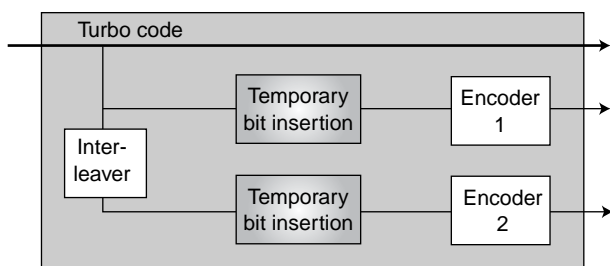 Turbo code
Temporary
bit insertion
Encoder
1
Inter-
leaver
Temporary
bit insertion
Encoder
2